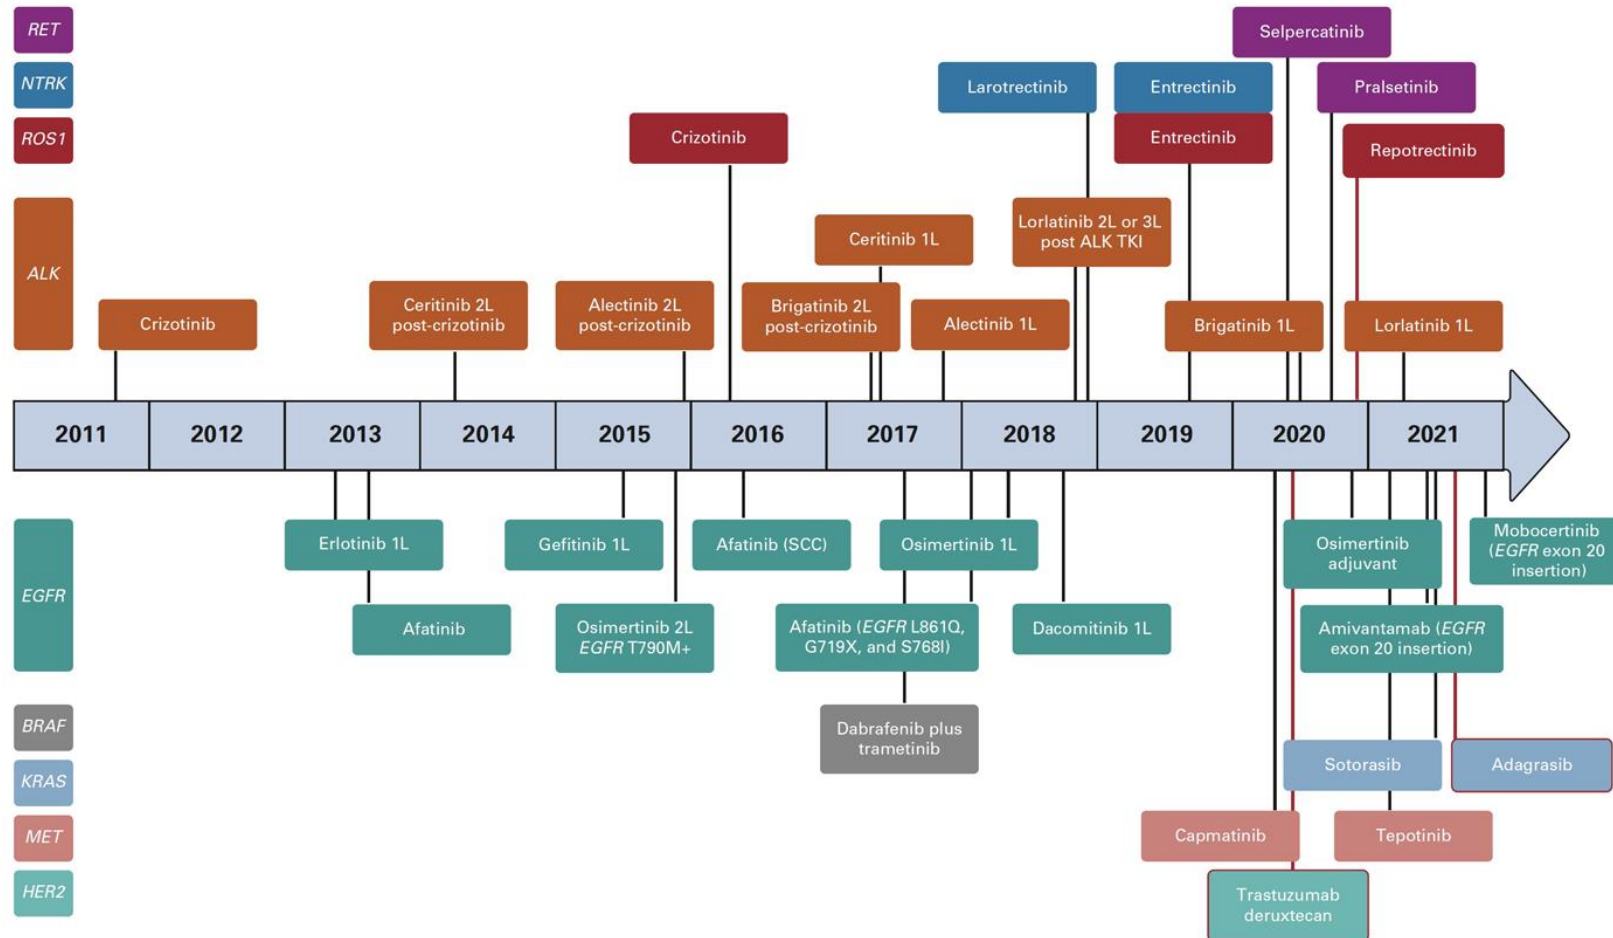 RET
Selpercatinib
NTRK
Larotrectinib
Entrectinib
Pralsetinib
ROS1
Crizotinib
Entrectinib
Repotrectinib
ALK
Ceritinib 1L
Lorlatinib 2L or 3L
post ALK TKI
Crizotinib
Ceritinib 2L
post-crizotinib
Alectinib 2L
post-crizotinib
Brigatinib 2L
post-crizotinib
Alectinib 1L
Brigatinib 1L
Lorlatinib 1L
2011 2012 2013 2014 2015 2016 2017 2018 2019 2020 2021
EGFR
Erlotinib 1L
Gefitinib 1L
Afatinib (SCC)
Osimertinib 1L
Osimertinib
adjuvant
Mobocertinib
(EGFR exon 20
insertion)
Afatinib
Osimertinib 2L
EGFR T790M+
Afatinib (EGFR L861Q,
G719X, and S768I)
Dacomitinib 1L
Amivantamab (EGFR
exon 20 insertion)
BRAF
Dabrafenib plus
trametinib
KRAS
Sotorasib
Adagrasib
MET
Capmatinib
Tepotinib
HER2
Trastuzumab
deruxtecan